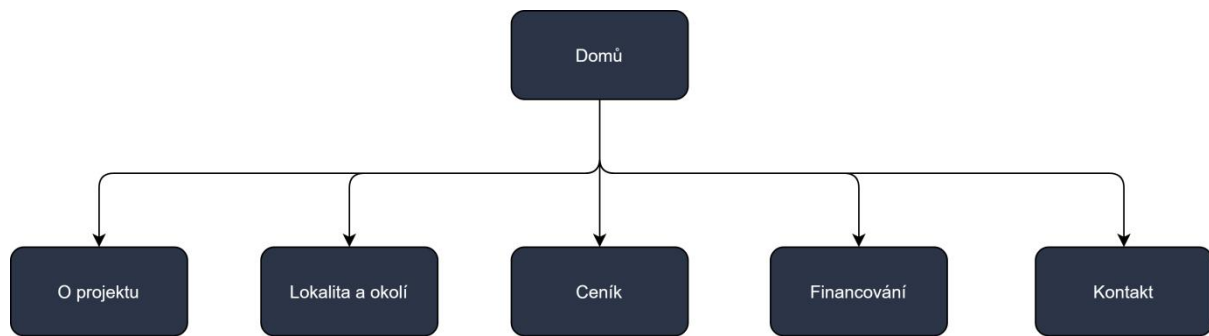 Domů
O projektu
Lokalita a okolí
Ceník
Financování
Kontakt